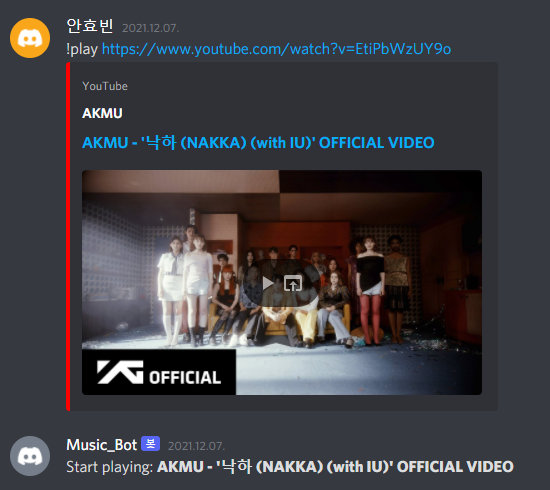 안효빈 2021.12.07.
!play https://www.youtube.com/watch?v=EtiPbWzUY9o
YouTube
AKMU
AKMU - '낙하 (NAKKA) (with IU)' OFFICIAL VIDEO
YG OFFICIAL
Music_Bot 봇 2021.12.07.
Start playing: AKMU - '낙하 (NAKKA) (with IU)' OFFICIAL VIDEO